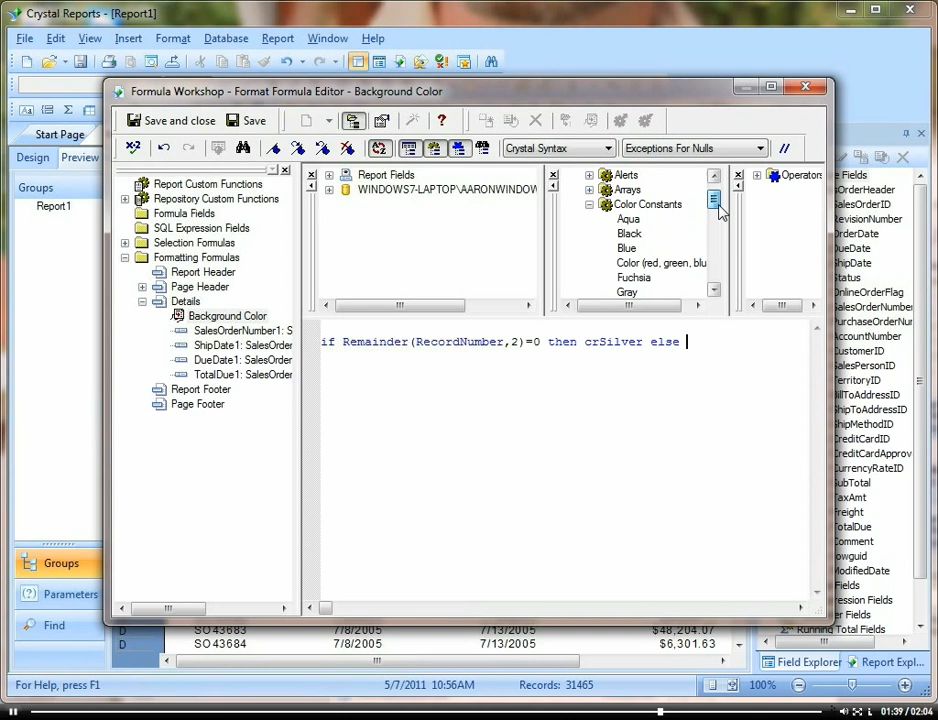 Crystal Reports - [Report1]
File Edit View Insert Format Database Report Window Help
Formula Workshop - Format Formula Editor - Background Color
Save and close Save
Crystal Syntax Exceptions For Nulls //
Start Page
Design Preview
Groups
Report1
Report Custom Functions
Repository Custom Functions
Formula Fields
SQL Expression Fields
Selection Formulas
Formatting Formulas
Report Header
Page Header
Details
Background Color
SalesOrderNumber1: S
ShipDate1: SalesOrder
DueDate1: SalesOrder
TotalDue1: SalesOrder
Report Footer
Page Footer
Report Fields
WINDOWS7-LAPTOP\AARONWINDOW
Alerts
Arrays
Color Constants
Aqua
Black
Blue
Color (red, green, blu
Fuchsia
Gray
Operators
if Remainder(RecordNumber,2)=0 then crSilver else
e Fields
sOrderHeader
SalesOrderID
RevisionNumber
OrderDate
DueDate
ShipDate
Status
OnlineOrderFlag
PurchaseOrderNum
AccountNumber
CustomerID
SalesPersonID
TerritoryID
BillToAddressID
ShipToAddressID
ShipMethodID
CreditCardID
CreditCardApprov
CurrencyRateID
SubTotal
TaxAmt
Freight
TotalDue
Comment
rowguid
ModifiedDate
Fields
ression Fields
er Fields
Running Total Fields
Groups
Parameters
Find
D SO43683 7/8/2005 7/13/2005 $48,204.07
D SO43684 7/8/2005 7/13/2005 $6,301.63
Field Explorer Report Expl...
For Help, press F1 5/7/2011 10:56AM Records: 31465 100%
01:39 / 02:04